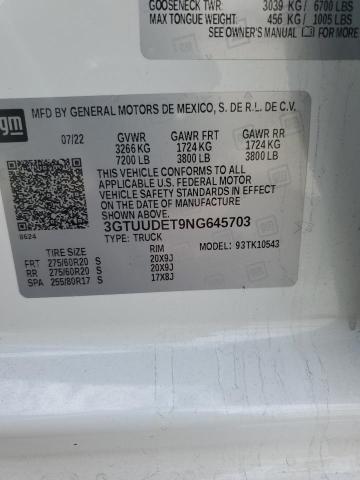 GOOSENECK TWR: 3039 KG/ 6700 LBS
MAX TONGUE WEIGHT: 456 KG/ 1005 LBS
SEE OWNER'S MANUAL FOR
gm
MFD BY GENERAL MOTORS DE MEXICO, S. DE R.L. DE C.V.
07/22 GVWR GAWR FRT GAWR RR
3266 KG 1724 KG 1724 KG
7200 LB 3800 LB 3800 LB
THIS VEHICLE CONFORMS TO ALL
APPLICABLE U.S. FEDERAL MOTOR
VEHICLE SAFETY STANDARDS IN
EFFECT ON THE DATE OF
MANUFACTURE SHOWN ABOVE.
3GTUUDET9NG645703
8624 TYPE: TRUCK MODEL: 93TK10543
TIRE SIZE RIM
FRT 275/60R20 S 20X9J
RR 275/60R20 S 20X9J
SPA 255/80R17 S 17X8J